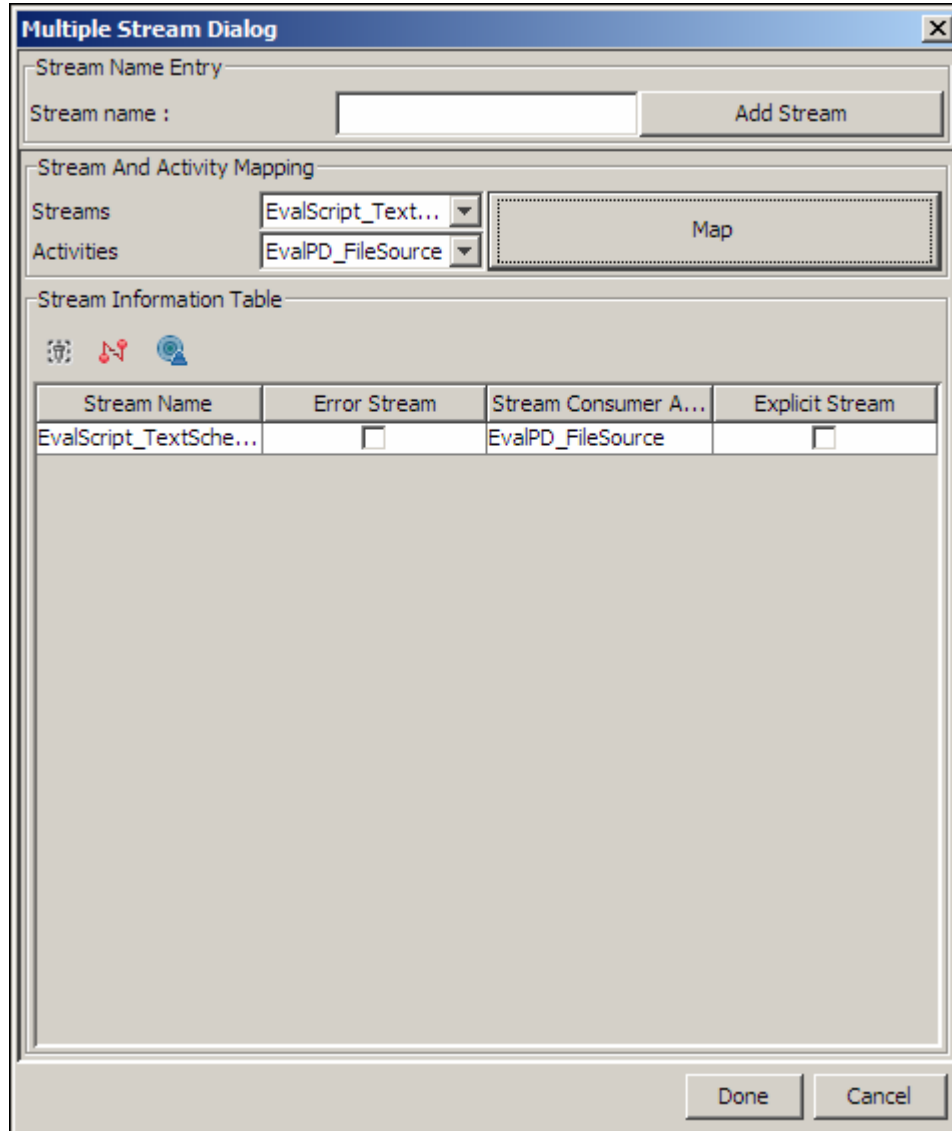 Multiple Stream Dialog
Stream Name Entry
Stream name : Add Stream
Stream And Activity Mapping
Streams EvalScript_Text... Map
Activities EvalPD_FileSource
Stream Information Table
Stream Name Error Stream Stream Consumer A... Explicit Stream
EvalScript_TextSche... EvalPD_FileSource
Done Cancel